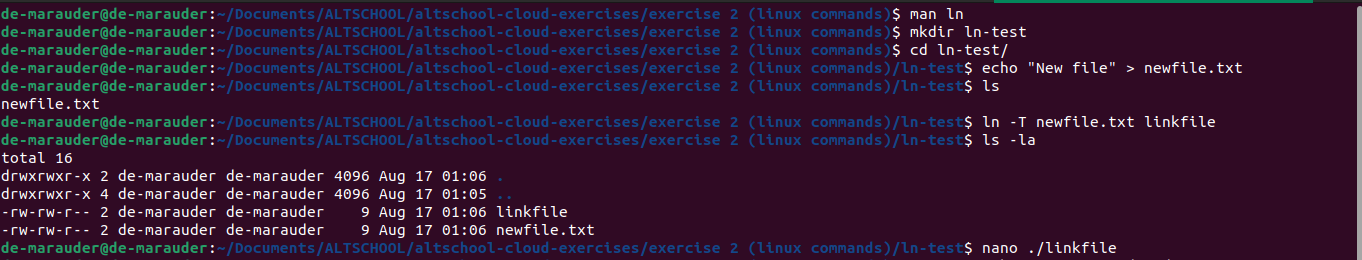 de-marauder@de-marauder:~/Documents/ALTSCHOOL/altschool-cloud-exercises/exercise 2 (linux commands)$ man ln
de-marauder@de-marauder:~/Documents/ALTSCHOOL/altschool-cloud-exercises/exercise 2 (linux commands)$ mkdir ln-test
de-marauder@de-marauder:~/Documents/ALTSCHOOL/altschool-cloud-exercises/exercise 2 (linux commands)$ cd ln-test/
de-marauder@de-marauder:~/Documents/ALTSCHOOL/altschool-cloud-exercises/exercise 2 (linux commands)/ln-test$ echo "New file" > newfile.txt
de-marauder@de-marauder:~/Documents/ALTSCHOOL/altschool-cloud-exercises/exercise 2 (linux commands)/ln-test$ ls
newfile.txt
de-marauder@de-marauder:~/Documents/ALTSCHOOL/altschool-cloud-exercises/exercise 2 (linux commands)/ln-test$ ln -T newfile.txt linkfile
de-marauder@de-marauder:~/Documents/ALTSCHOOL/altschool-cloud-exercises/exercise 2 (linux commands)/ln-test$ ls -la
total 16
drwxrwxr-x 2 de-marauder de-marauder 4096 Aug 17 01:06 .
drwxrwxr-x 4 de-marauder de-marauder 4096 Aug 17 01:05 ..
-rw-rw-r-- 2 de-marauder de-marauder    9 Aug 17 01:06 linkfile
-rw-rw-r-- 2 de-marauder de-marauder    9 Aug 17 01:06 newfile.txt
de-marauder@de-marauder:~/Documents/ALTSCHOOL/altschool-cloud-exercises/exercise 2 (linux commands)/ln-test$ nano ./linkfile